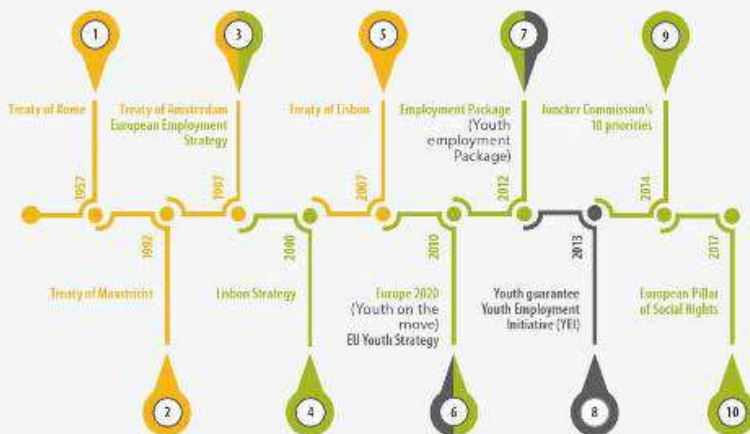 1
3
5
7
9
Treaty of Rome
Treaty of Amsterdam
European Employment
Strategy
Treaty of Lisbon
Employment Package
(Youth
employment
Package)
Juncker Commission's
10 priorities
1957
1997
2007
2012
2014
1992
2000
2010
2013
2017
Treaty of Maastricht
Lisbon Strategy
Europe 2020
(Youth on the
move)
EU Youth Strategy
Youth guarantee
Youth Employment
Initiative (YEI)
European Pillar
of Social Rights
2
4
6
8
10